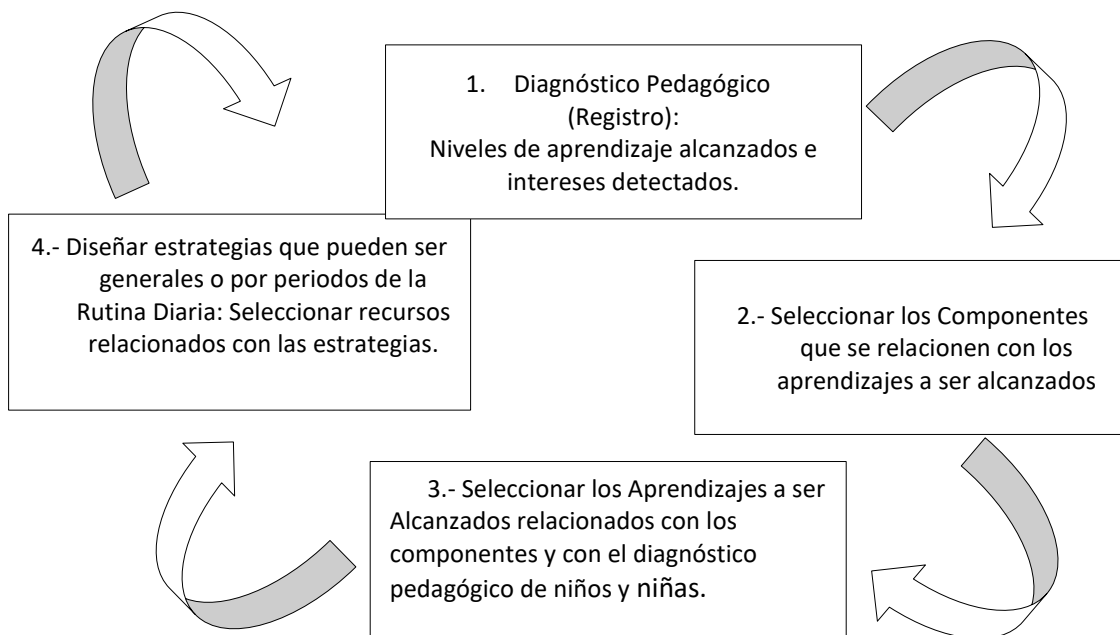 1. Diagnóstico Pedagógico
(Registro):
Niveles de aprendizaje alcanzados e
intereses detectados.
2.- Seleccionar los Componentes
que se relacionen con los
aprendizajes a ser alcanzados
3.- Seleccionar los Aprendizajes a ser
Alcanzados relacionados con los
componentes y con el diagnóstico
pedagógico de niños y niñas.
4.- Diseñar estrategias que pueden ser
generales o por periodos de la
Rutina Diaria: Seleccionar recursos
relacionados con las estrategias.